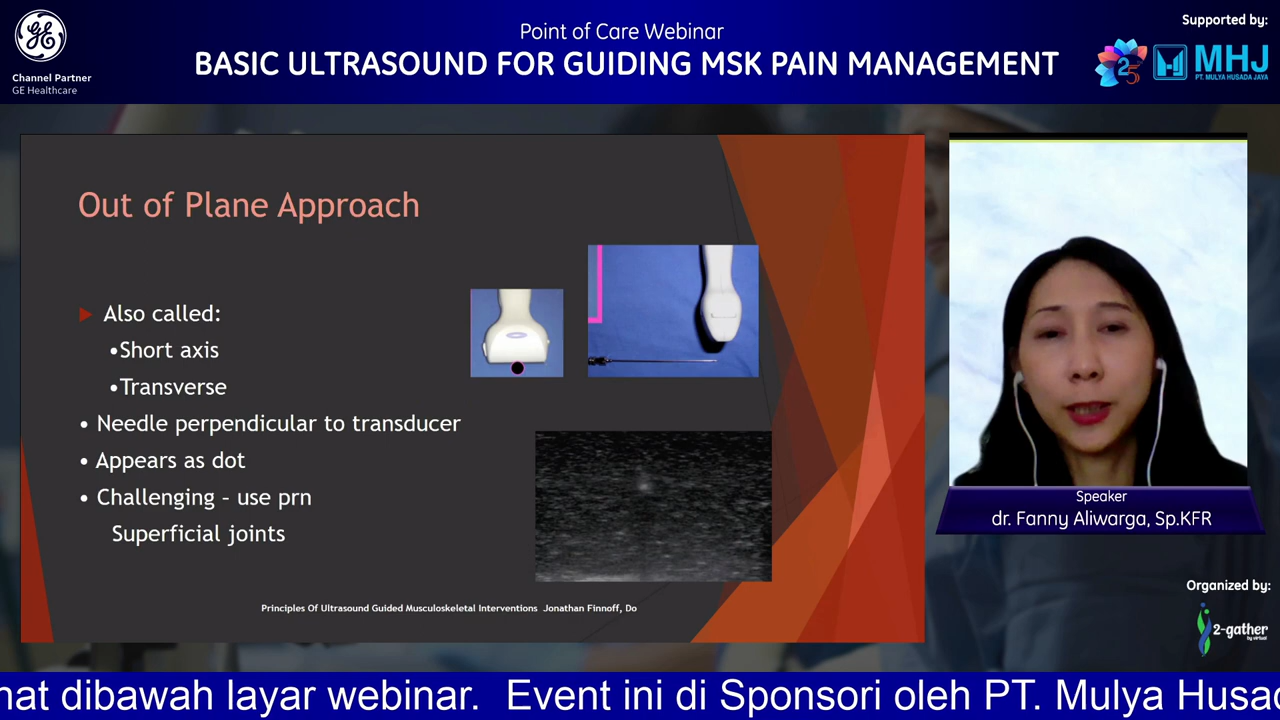 Point of Care Webinar
BASIC ULTRASOUND FOR GUIDING MSK PAIN MANAGEMENT
Channel Partner
GE Healthcare
Supported by:
25
MHJ
PT. MULYA HUSADA JAYA
Out of Plane Approach
Also called:
•Short axis
•Transverse
• Needle perpendicular to transducer
• Appears as dot
• Challenging – use prn
Superficial joints
Principles Of Ultrasound Guided Musculoskeletal Interventions Jonathan Finnoff, Do
Speaker
dr. Fanny Aliwarga, Sp.KFR
Organized by:
2-gather
by virtual
hat dibawah layar webinar. Event ini di Sponsori oleh PT. Mulya Husad